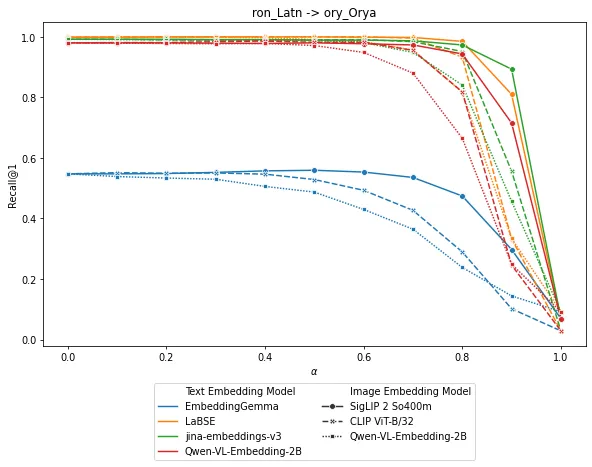 ron_Latn -> ory_Orya
Recall@1
1.0
0.8
0.6
0.4
0.2
0.0
0.0 0.2 0.4 0.6 0.8 1.0
α
Text Embedding Model
EmbeddingGemma
LaBSE
jina-embeddings-v3
Qwen-VL-Embedding-2B
Image Embedding Model
SigLIP 2 So400m
CLIP ViT-B/32
Qwen-VL-Embedding-2B